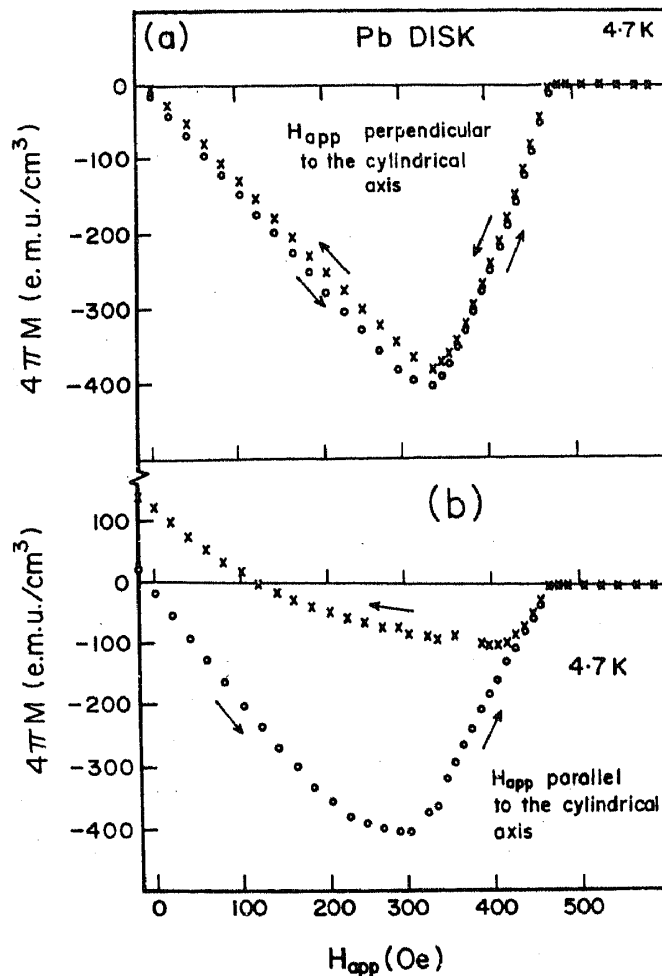 (a) Pb DISK 4·7K
0
-100
-200
-300
-400
4πM (e.m.u./cm³)
Happ perpendicular
to the cylindrical
axis
(b)
100
0
-100
-200
-300
-400
4πM (e.m.u./cm³)
4·7K
Happ parallel
to the cylindrical
axis
0 100 200 300 400 500
Happ(Oe)